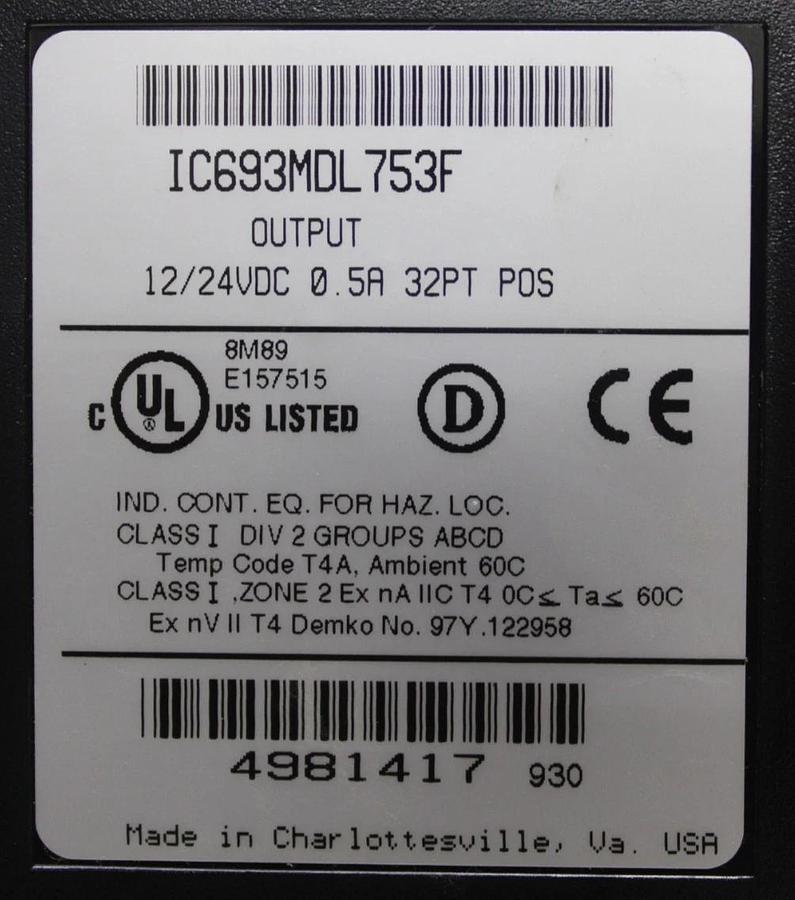 IC693MDL753F
OUTPUT
12/24VDC 0.5A 32PT POS
8M89
E157515
C UL US LISTED
D
CE
IND. CONT. EQ. FOR HAZ. LOC.
CLASS I DIV 2 GROUPS ABCD
Temp Code T4A, Ambient 60C
CLASS I ,ZONE 2 Ex nA IIC T4 0C≤ Ta≤ 60C
Ex nV II T4 Demko No. 97Y.122958
4981417 930
Made in Charlottesville, Va. USA